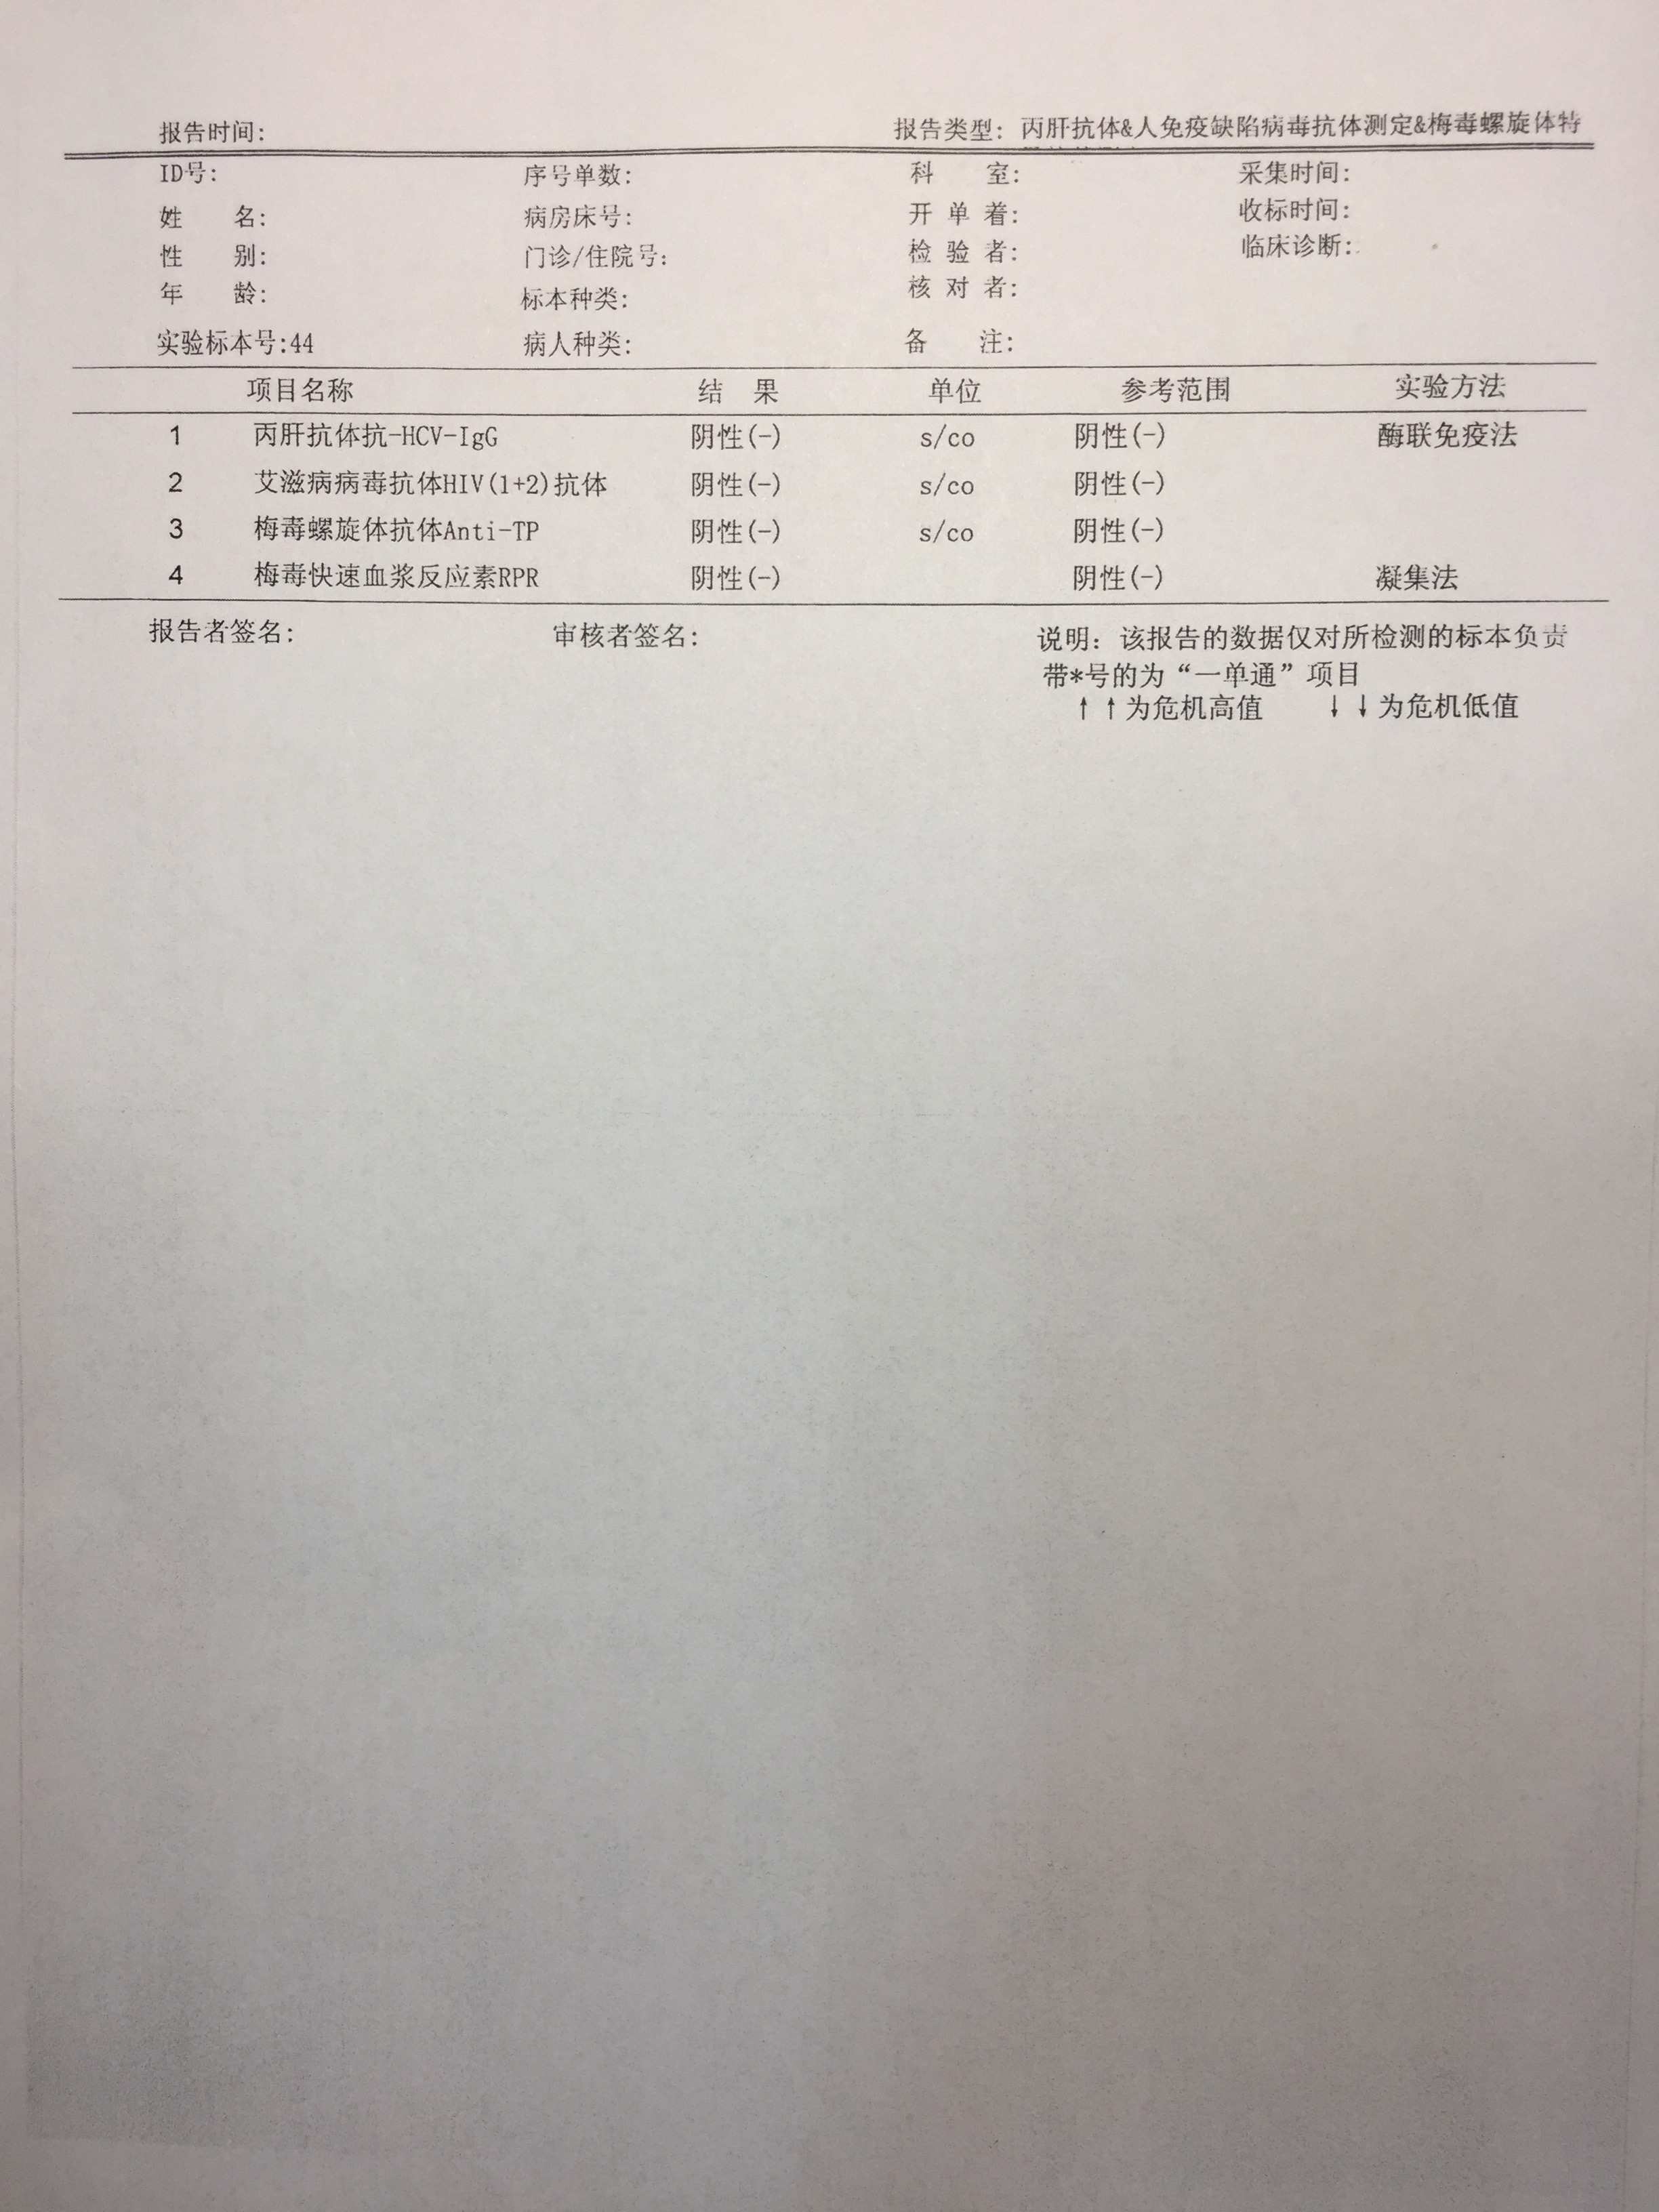 报告时间: 报告类型: 丙肝抗体&人免疫缺陷病毒抗体测定&梅毒螺旋体特
ID号: 序号单数: 科 室: 采集时间:
姓 名: 病房床号: 开 单 着: 收标时间:
性 别: 门诊/住院号: 检 验 者: 临床诊断:
年 龄: 标本种类: 核 对 者:
实验标本号:44 病人种类: 备 注:
项目名称 结 果 单位 参考范围 实验方法
1 丙肝抗体抗-HCV-IgG 阴性(-) s/co 阴性(-) 酶联免疫法
2 艾滋病病毒抗体HIV(1+2)抗体 阴性(-) s/co 阴性(-)
3 梅毒螺旋体抗体Anti-TP 阴性(-) s/co 阴性(-)
4 梅毒快速血浆反应素RPR 阴性(-) 阴性(-) 凝集法
报告者签名: 审核者签名: 说明: 该报告的数据仅对所检测的标本负责
带*号的为“一单通”项目
↑↑为危机高值 ↓↓为危机低值